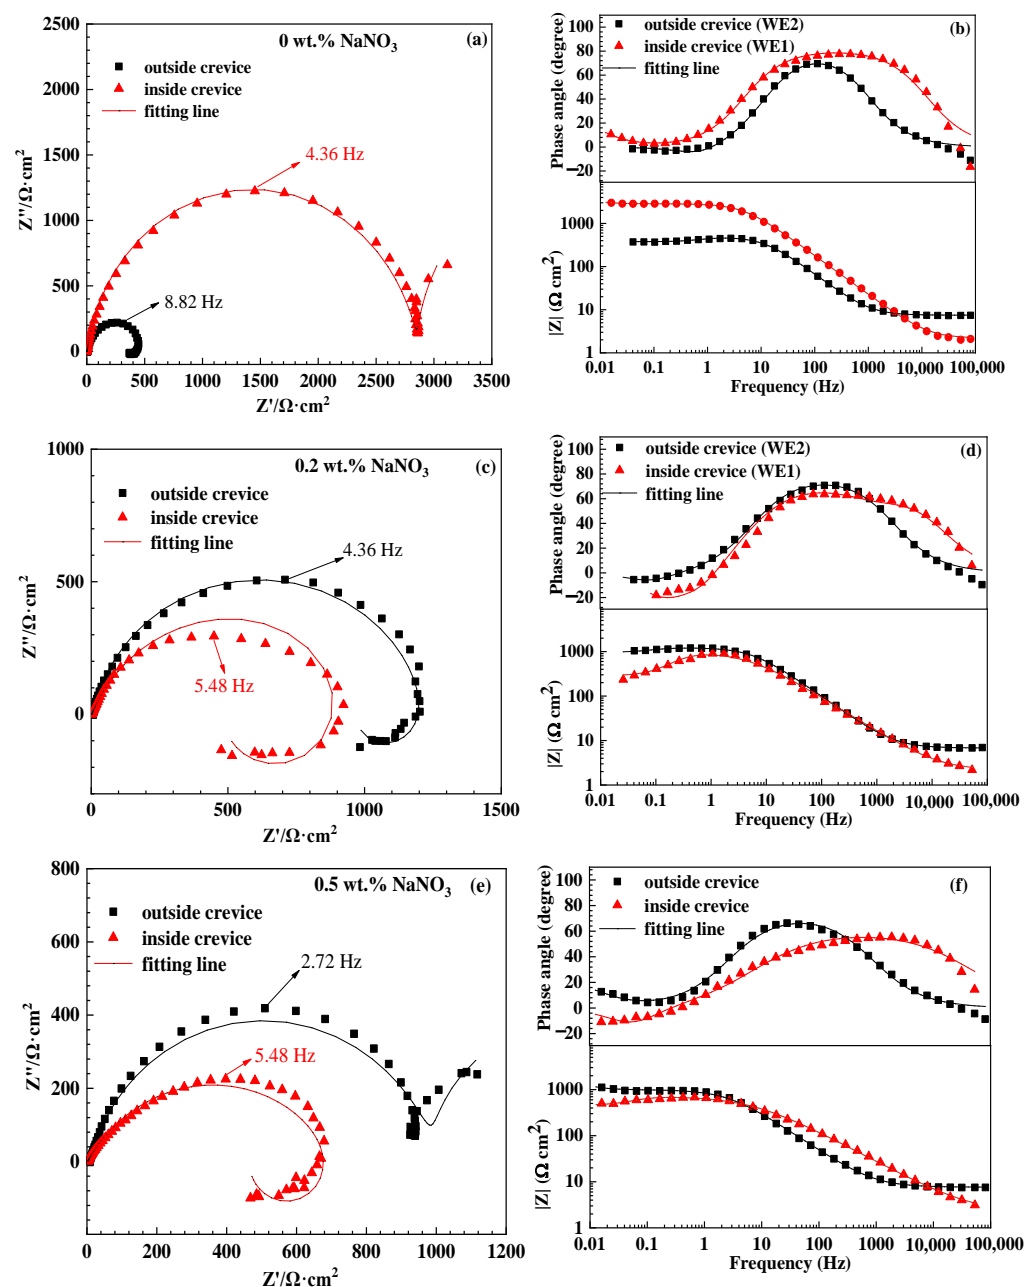 0 wt.% NaNO3
(a)
outside crevice
inside crevice
fitting line
4.36 Hz
8.82 Hz
2500
2000
1500
1000
500
0
Z''/Ω·cm2
0 500 1000 1500 2000 2500 3000 3500
Z'/Ω·cm2
(b)
outside crevice (WE2)
inside crevice (WE1)
fitting line
100
80
60
40
20
0
−20
Phase angle (degree)
1000
100
10
1
|Z| (Ω cm2)
0.01 0.1 1 10 100 1000 10,000 100,000
Frequency (Hz)
0.2 wt.% NaNO3
(c)
outside crevice
inside crevice
fitting line
4.36 Hz
5.48 Hz
1000
500
0
Z''/Ω·cm2
0 500 1000 1500
Z'/Ω·cm2
(d)
outside crevice (WE2)
inside crevice (WE1)
fitting line
100
80
60
40
20
0
−20
Phase angle (degree)
1000
100
10
1
|Z| (Ω cm2)
0.01 0.1 1 10 100 1000 10,000 100,000
Frequency (Hz)
0.5 wt.% NaNO3
(e)
outside crevice
inside crevice
fitting line
2.72 Hz
5.48 Hz
800
600
400
200
0
Z''/Ω·cm2
0 200 400 600 800 1000 1200
Z'/Ω·cm2
(f)
outside crevice
inside crevice
fitting line
100
80
60
40
20
0
−20
Phase angle (degree)
1000
100
10
1
|Z| (Ω cm2)
0.01 0.1 1 10 100 1000 10,000 100,000
Frequency (Hz)